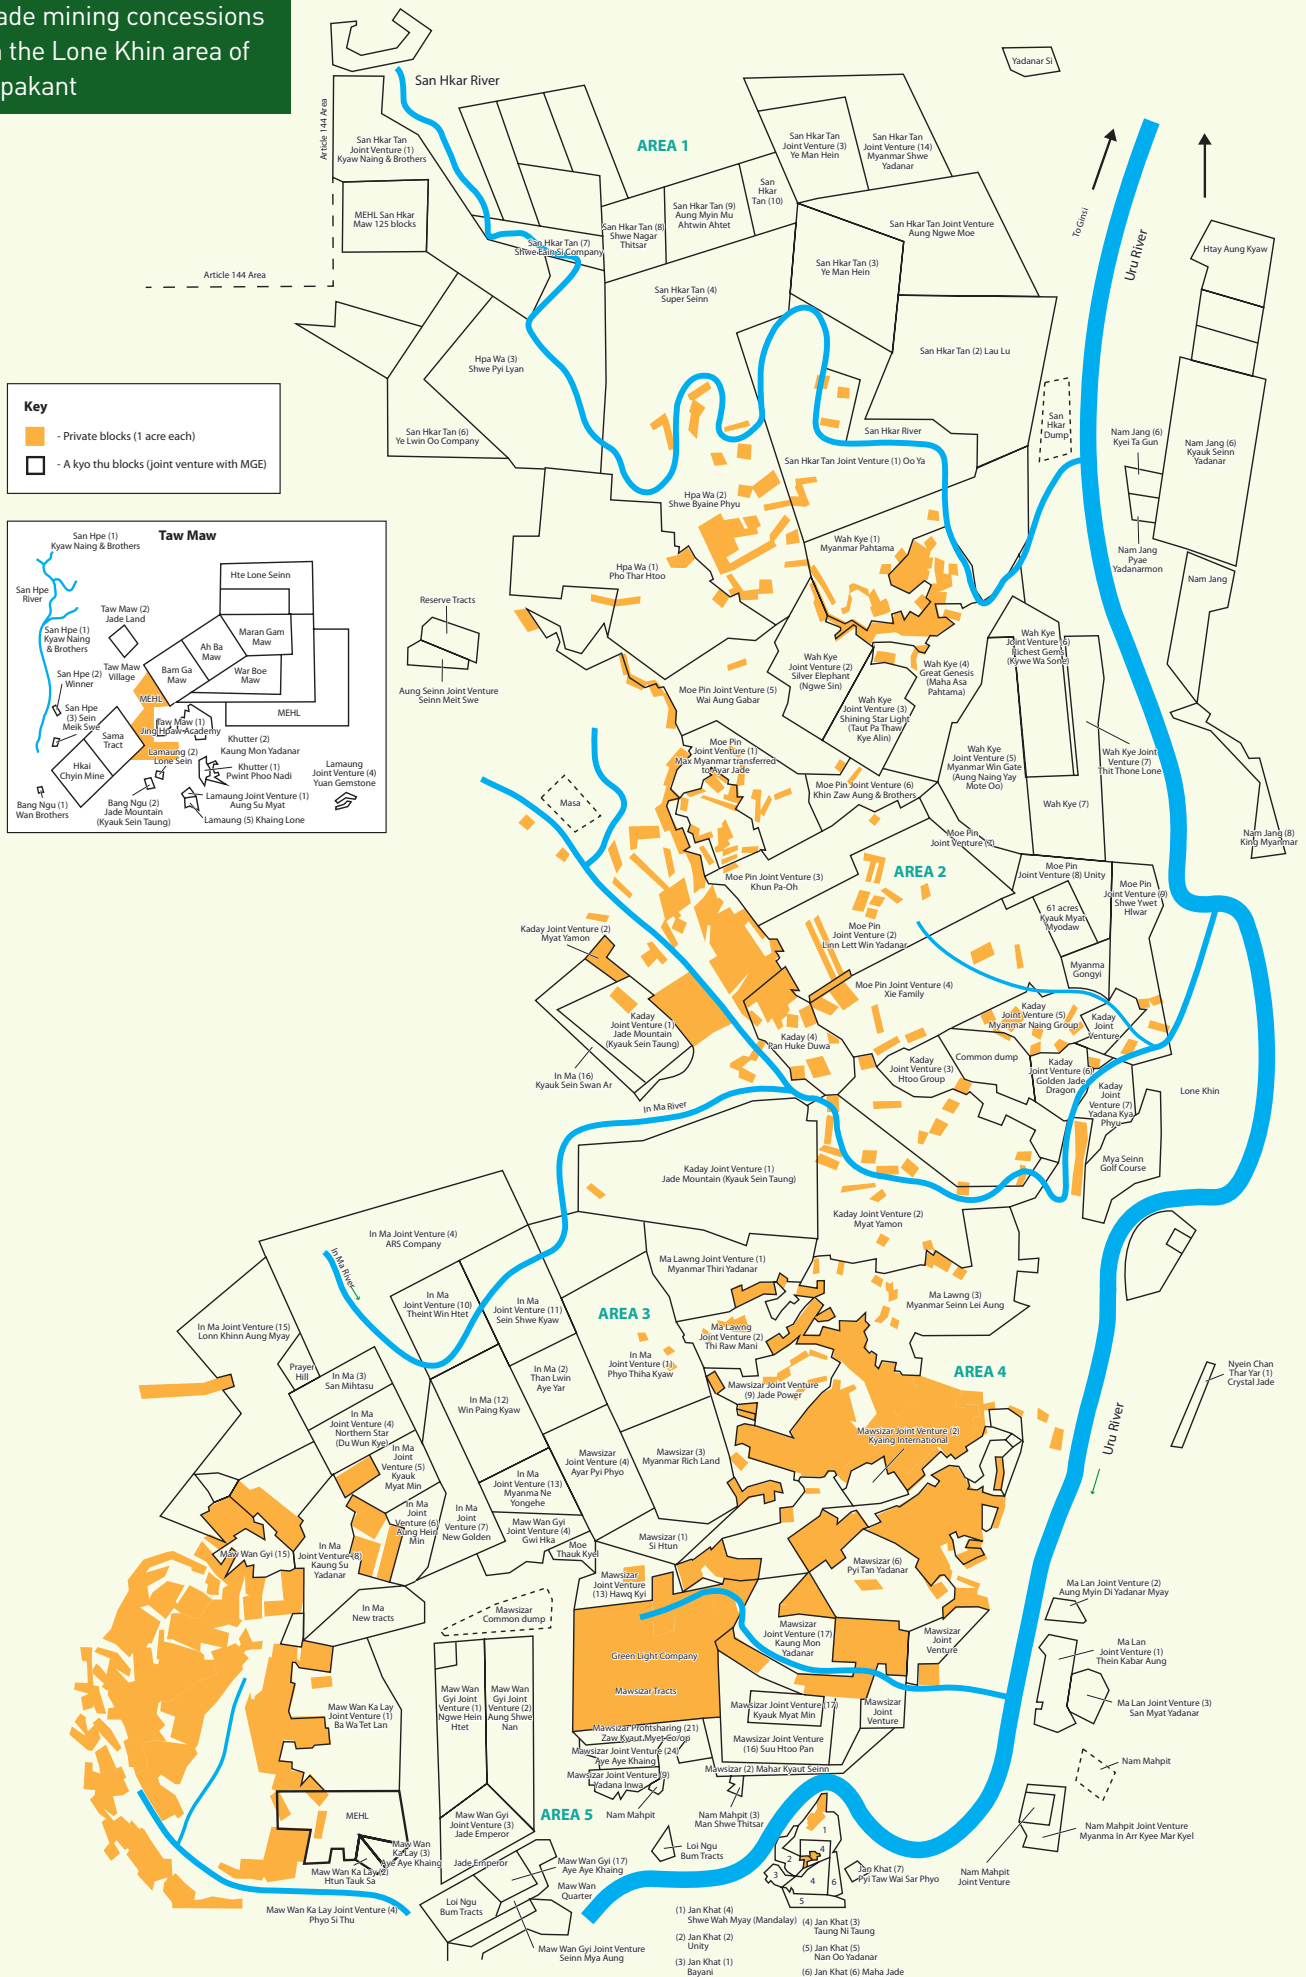 ade mining concessions
the Lone Khin area of
pakant
San Hkar River
Yadanar Si
Article 144 Area
San Hkar Tan
Joint Venture (1)
Kyaw Naing & Brothers
AREA 1
San Hkar Tan
Joint Venture (3)
Ye Man Hein
San Hkar Tan
Joint Venture (14)
Myanmar Shwe
Yadanar
MEHL San Hkar
Maw 125 blocks
San
Hkar
Tan (10)
San Hkar Tan (9)
Aung Myin Mu
Ahtwin Ahtet
San Hkar Tan (8)
Shwe Nagar
Thitsar
San Hkar Tan (7)
Shwe Eain Si Company
San Hkar Tan Joint Venture
Aung Ngwe Moe
To Ginsi
Uru River
Htay Aung Kyaw
Article 144 Area
San Hkar Tan (3)
Ye Man Hein
San Hkar Tan (4)
Super Seinn
San Hkar Tan (2) Lau Lu
Hpa Wa (3)
Shwe Pyi Lyan
Key
- Private blocks (1 acre each)
- A kyo thu blocks (joint venture with MGE)
San Hkar Tan (6)
Ye Lwin Oo Company
San Hkar River
San
Hkar
Dump
Nam Jang (6)
Kyei Ta Gun
Nam Jang (6)
Kyauk Seinn
Yadanar
San Hkar Tan Joint Venture (1) Oo Ya
Hpa Wa (2)
Shwe Byaine Phyu
Wah Kye (1)
Myanmar Pahtama
Nam Jang
Pyae
Yadanarmon
Nam Jang
Hpa Wa (1)
Pho Thar Htoo
Taw Maw
San Hpe (1)
Kyaw Naing & Brothers
San Hpe
River
Hte Lone Seinn
Taw Maw (2)
Jade Land
San Hpe (1)
Kyaw Naing
& Brothers
Maran Gam
Maw
Ah Ba
Maw
Taw Maw
Village
Bam Ga
Maw
War Boe
Maw
San Hpe (2)
Winner
MEHL
MEHL
San Hpe
(3) Sein
Meik Swe
Taw Maw (1)
Jing Hpaw Academy
Sama
Tract
Khutter (2)
Kaung Mon Yadanar
Lamaung (2)
Lone Sein
Hkai
Chyin Mine
Khutter (1)
Pwint Phoo Nadi
Lamaung
Joint Venture (4)
Yuan Gemstone
Bang Ngu (1)
Wan Brothers
Bang Ngu (2)
Jade Mountain
(Kyauk Sein Taung)
Lamaung Joint Venture (1)
Aung Su Myat
Lamaung (5) Khaing Lone
Reserve Tracts
Aung Seinn Joint Venture
Seinn Meit Swe
Wah Kye
Joint Venture (6)
Richest Gems
(Kywe Wa Sone)
Wah Kye
Joint Venture (2)
Silver Elephant
(Ngwe Sin)
Wah Kye (4)
Great Genesis
(Maha Asa
Pahtama)
Moe Pin Joint Venture (5)
Wai Aung Gabar
Wah Kye
Joint Venture (3)
Shining Star Light
(Taut Pa Thaw
Kye Alin)
Moe Pin
Joint Venture (1)
Max Myanmar transferred
to Ayar Jade
Wah Kye
Joint Venture (5)
Myanmar Win Gate
(Aung Naing Yay
Mote Oo)
Wah Kye Joint
Venture (7)
Thit Thone Lone
Moe Pin Joint Venture (6)
Khin Zaw Aung & Brothers
Wah Kye (7)
Masa
Moe Pin
Joint Venture (7)
Nam Jang (8)
King Myanmar
AREA 2
Moe Pin Joint Venture (3)
Khun Pa-Oh
Moe Pin
Joint Venture (8) Unity
Moe Pin
Joint Venture (9)
Shwe Ywet
Hlwar
61 acres
Kyauk Myat
Myodaw
Kaday Joint Venture (2)
Myat Yamon
Moe Pin
Joint Venture (2)
Linn Lett Win Yadanar
Myanma
Gongyi
Moe Pin Joint Venture (4)
Xie Family
Kaday
Joint Venture (1)
Jade Mountain
(Kyauk Sein Taung)
Kaday
Joint Venture (5)
Myanmar Naing Group
Kaday
Joint
Venture
Kaday (4)
Pan Huke Duwa
Common dump
Kaday
Joint Venture (3)
Htoo Group
Kaday
Joint Venture (6)
Golden Jade
Dragon
In Ma (16)
Kyauk Sein Swan Ar
Kaday
Joint
Venture (7)
Yadana Kya
Phyu
Lone Khin
In Ma River
Mya Seinn
Golf Course
Kaday Joint Venture (1)
Jade Mountain (Kyauk Sein Taung)
Kaday Joint Venture (2)
Myat Yamon
In Ma Joint Venture (4)
ARS Company
In Ma River
Ma Lawng Joint Venture (1)
Myanmar Thiri Yadanar
Ma Lawng (3)
Myanmar Seinn Lei Aung
In Ma
Joint Venture (10)
Theint Win Htet
In Ma
Joint Venture (11)
Sein Shwe Kyaw
AREA 3
In Ma Joint Venture (15)
Lonn Khinn Aung Myay
Ma Lawng
Joint Venture (2)
Thi Raw Mani
In Ma
Joint Venture (1)
Phyo Thiha Kyaw
AREA 4
Prayer
Hill
In Ma (3)
San Mihtasu
In Ma (2)
Than Lwin
Aye Yar
Mawsizar Joint Venture
(9) Jade Power
Nyein Chan
Thar Yar (1)
Crystal Jade
In Ma (12)
Win Paing Kyaw
In Ma
Joint Venture (4)
Northern Star
(Du Wun Kye)
Mawsizar Joint Venture (2)
Kyaing International
Uru River
In Ma
Joint
Venture (5)
Kyauk
Myat Min
Mawsizar
Joint Venture (4)
Ayar Pyi Phyo
Mawsizar (3)
Myanmar Rich Land
In Ma
Joint Venture (13)
Myanma Ne
Yongehe
In Ma
Joint
Venture (6)
Aung Hein
Min
In Ma
Joint
Venture (7)
New Golden
Maw Wan Gyi
Joint Venture (4)
Gwi Hka
Mawsizar (1)
Si Htun
Moe
Thauk Kyel
Maw Wan Gyi (15)
In Ma
Joint Venture (8)
Kaung Su
Yadanar
Mawsizar (6)
Pyi Tan Yadanar
Mawsizar
Joint Venture
(13) Hawq Kyi
Ma Lan Joint Venture (2)
Aung Myin Di Yadanar Myay
In Ma
New tracts
Mawsizar
Common dump
Mawsizar
Joint Venture (17)
Kaung Mon
Yadanar
Mawsizar
Joint
Venture
Ma Lan
Joint Venture (1)
Thein Kabar Aung
Green Light Company
Mawsizar Tracts
Maw Wan
Gyi Joint
Venture (1)
Ngwe Hein
Htet
Maw Wan
Gyi Joint
Venture (2)
Aung Shwe
Nan
Maw Wan Ka Lay
Joint Venture (1)
Ba Wa Tet Lan
Mawsizar Joint Venture (17)
Kyauk Myat Min
Mawsizar
Joint
Venture
Ma Lan Joint Venture (3)
San Myat Yadanar
Mawsizar Profitsharing (21)
Zaw Kyaut Myet Co/op
Mawsizar Joint Venture (24)
Aye Aye Khaing
Mawsizar Joint Venture
(16) Suu Htoo Pan
Mawsizar Joint Venture (9)
Yadana Inwa
Mawsizar (2) Mahar Kyaut Seinn
Nam Mahpit
MEHL
Maw Wan Gyi
Joint Venture (3)
Jade Emperor
AREA 5
Nam Mahpit
Nam Mahpit (3)
Man Shwe Thitsar
Nam Mahpit Joint Venture
Myanma In Arr Kyee Mar Kyel
Maw Wan
Ka Lay (3)
Aye Aye Khaing
Jade Emperor
Maw Wan Gyi (17)
Aye Aye Khaing
Loi Ngu
Bum Tracts
1
4
2
3
4
6
5
Jan Khat (7)
Pyi Taw Wai Sar Phyo
Nam Mahpit
Joint Venture
Maw Wan Ka Lay (2)
Htun Tauk Sa
Maw Wan
Quarter
Loi Ngu
Bum Tracts
Maw Wan Ka Lay Joint Venture (4)
Phyo Si Thu
Maw Wan Gyi Joint Venture
Seinn Mya Aung
(1) Jan Khat (4)
Shwe Wah Myay (Mandalay)
(2) Jan Khat (2)
Unity
(3) Jan Khat (1)
Bayani
(4) Jan Khat (3)
Taung Ni Taung
(5) Jan Khat (5)
Nan Oo Yadanar
(6) Jan Khat (6) Maha Jade